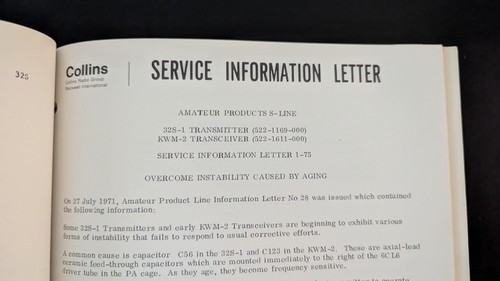 32S
Collins
Collins Radio Group
Rockwell International
SERVICE INFORMATION LETTER
AMATEUR PRODUCTS S-LINE
32S-1 TRANSMITTER (522-1169-000)
KWM-2 TRANSCEIVER (522-1611-000)
SERVICE INFORMATION LETTER 1-75
OVERCOME INSTABILITY CAUSED BY AGING
On 27 July 1971, Amateur Product Line Information Letter No 28 was issued which contained
the following information:
Some 32S-1 Transmitters and early KWM-2 Transceivers are beginning to exhibit various
forms of instability that fails to respond to usual corrective efforts.
A common cause is capacitor C56 in the 32S-1 and C123 in the KWM-2. These are axial-lead
ceramic feed-through capacitors which are mounted immediately to the right of the 6CL6
driver tube in the PA cage. As they age, they become frequency sensitive.
to operate